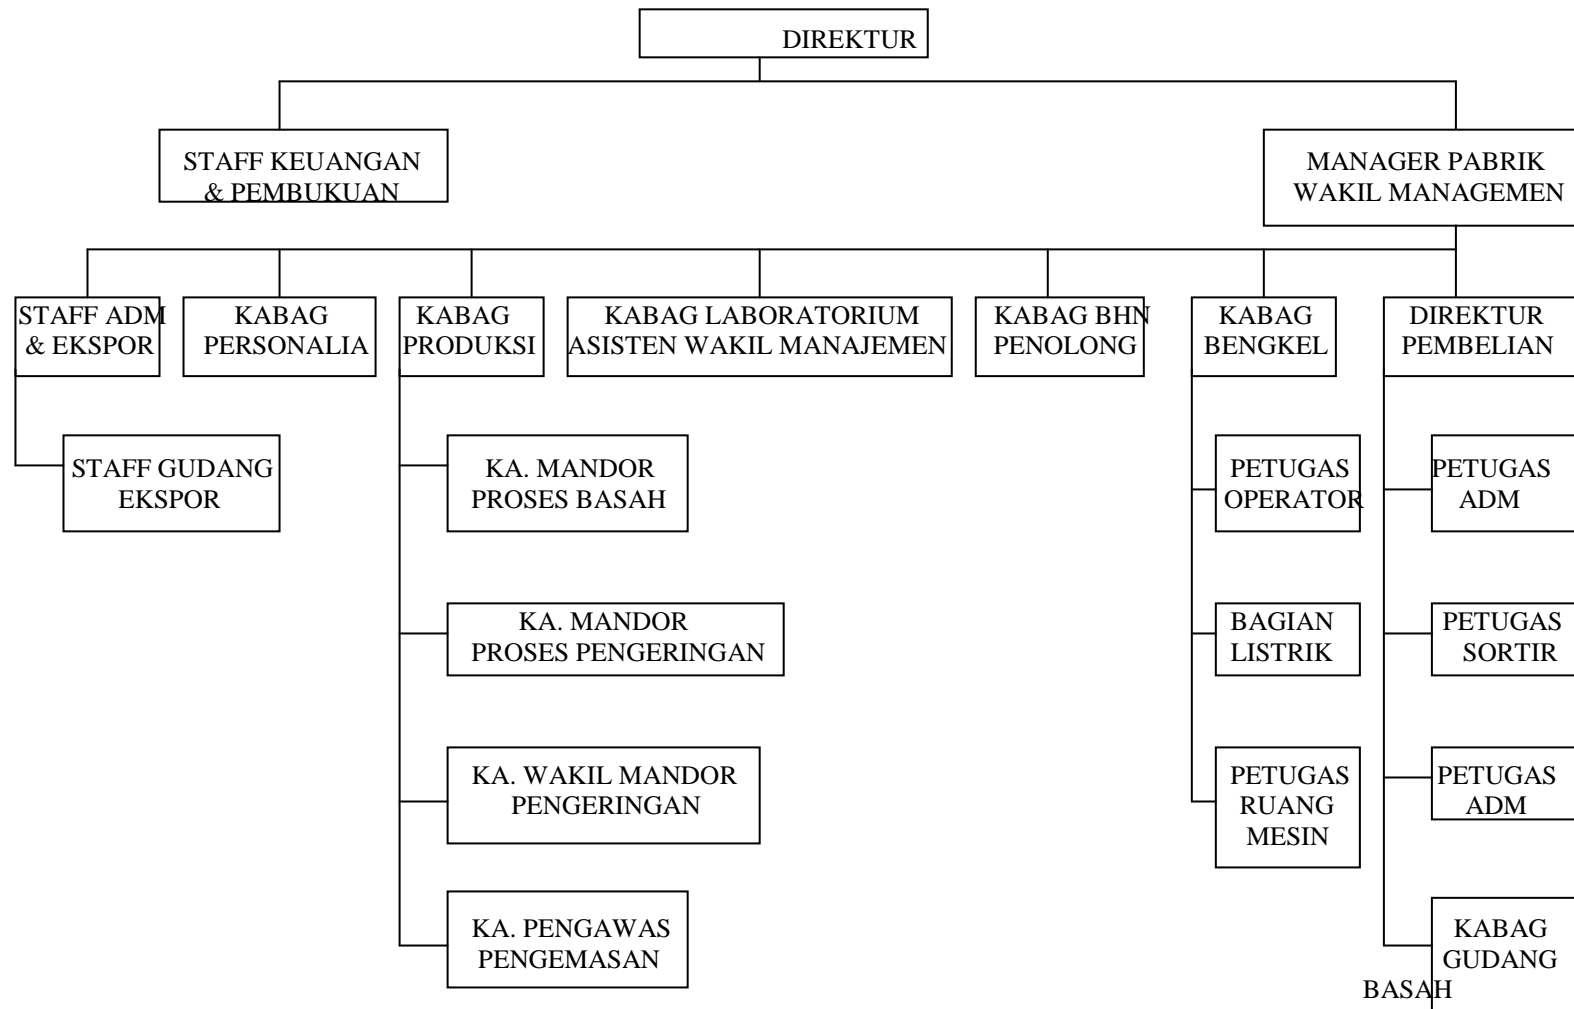 DIREKTUR
STAFF KEUANGAN
& PEMBUKUAN
MANAGER PABRIK
WAKIL MANAGEMEN
STAFF ADM
& EKSPOR
KABAG
PERSONALIA
KABAG
PRODUKSI
KABAG LABORATORIUM
ASISTEN WAKIL MANAJEMEN
KABAG BHN
PENOLONG
KABAG
BENGKEL
DIREKTUR
PEMBELIAN
STAFF GUDANG
EKSPOR
KA. MANDOR
PROSES BASAH
KA. MANDOR
PROSES PENGERINGAN
KA. WAKIL MANDOR
PENGERINGAN
KA. PENGAWAS
PENGEMASAN
PETUGAS
OPERATOR
BAGIAN
LISTRIK
PETUGAS
RUANG
MESIN
PETUGAS
ADM
PETUGAS
SORTIR
PETUGAS
ADM
KABAG
GUDANG
BASAH